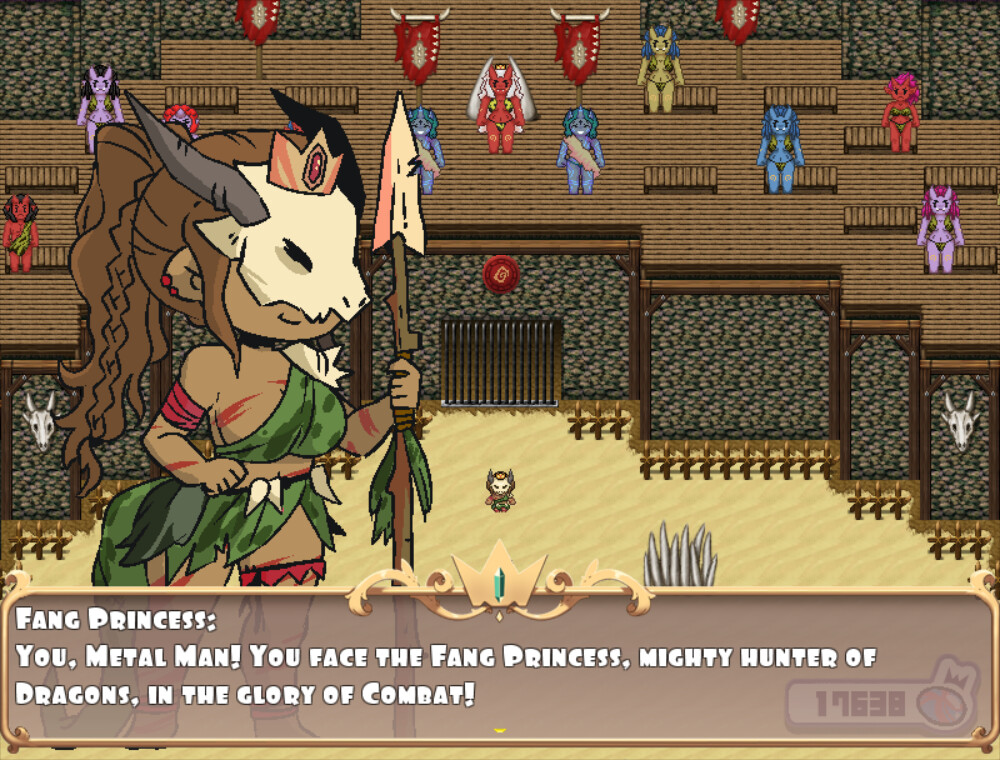 Fang Princess:
You, Metal Man! You face the Fang Princess, mighty hunter of
Dragons, in the glory of Combat!
17638